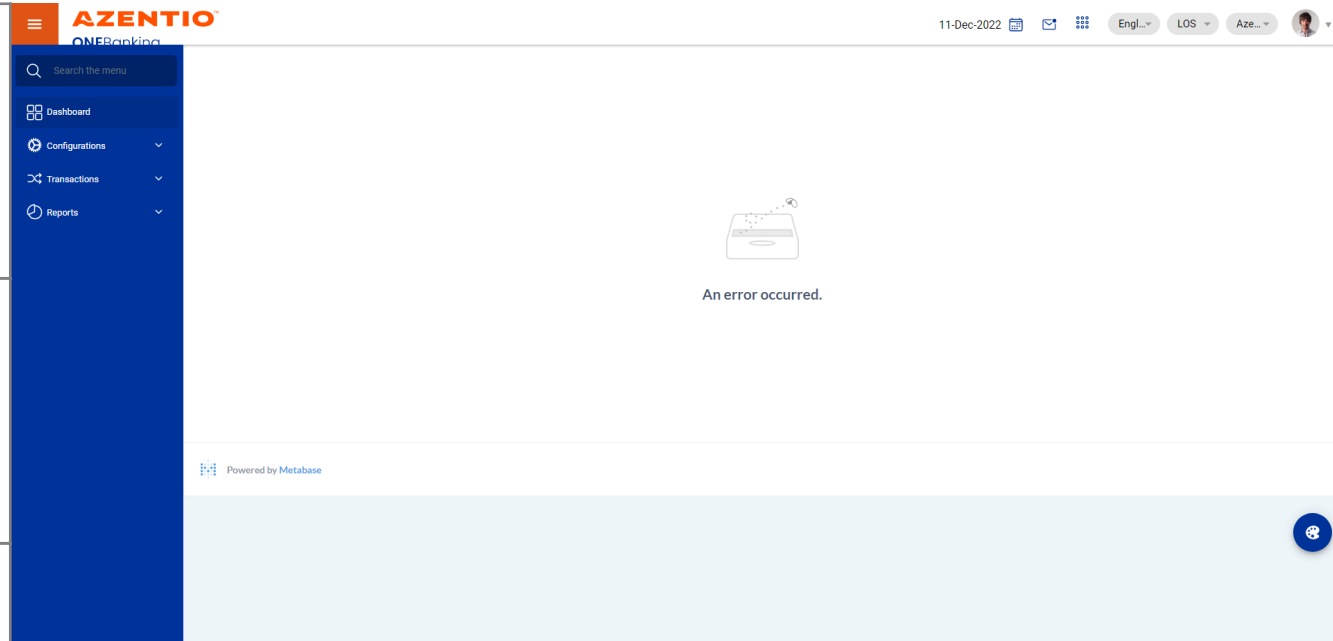 AZENTIO™
ONEBanking
11-Dec-2022
Engl...
LOS
Aze...
Search the menu
Dashboard
Configurations
Transactions
Reports
An error occurred.
Powered by Metabase